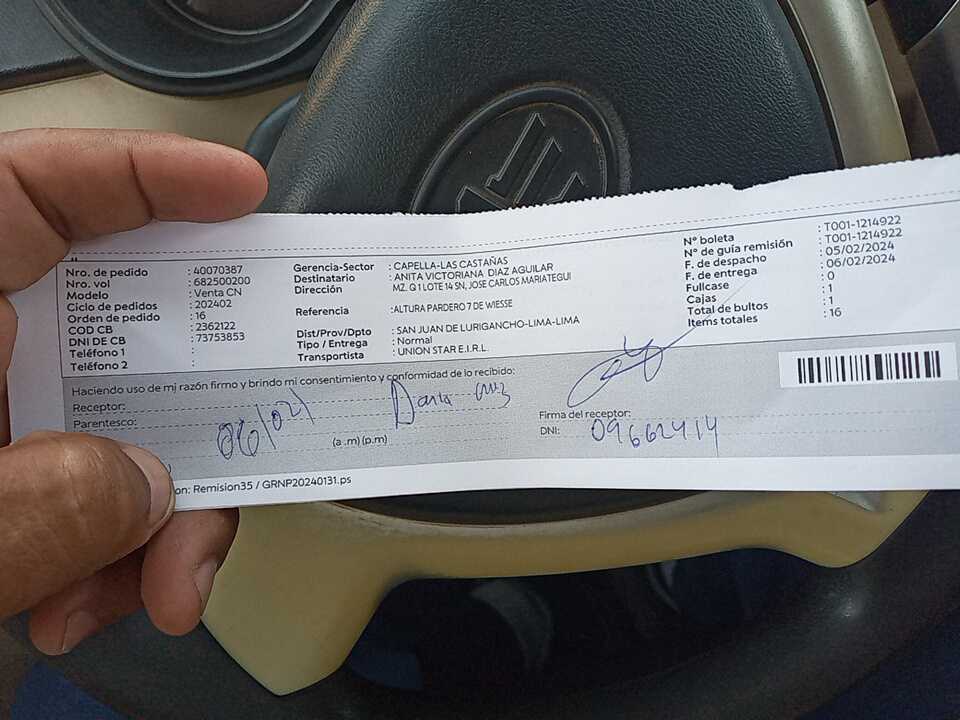 Nro. de pedido : 40070387
Nro. vol : 682500200
Modelo : Venta CN
Ciclo de pedidos : 202402
Orden de pedido : 16
COD CB : 2362122
DNI DE CB : 73753853
Teléfono 1 :
Teléfono 2 :
Gerencia-Sector : CAPELLA-LAS CASTAÑAS
Destinatario : ANITA VICTORIANA DIAZ AGUILAR
Dirección MZ. Q 1 LOTE 14 SN, JOSE CARLOS MARIATEGUI
Referencia :ALTURA PARDERO 7 DE WIESSE
Dist/Prov/Dpto : SAN JUAN DE LURIGANCHO-LIMA-LIMA
Tipo / Entrega : Normal
Transportista : UNION STAR E.I.R.L
N° boleta : T001-1214922
N° de guía remisión : T001-1214922
F. de despacho : 05/02/2024
F. de entrega : 06/02/2024
Fullcase : 0
Cajas : 1
Total de bultos : 1
Items totales : 16
Haciendo uso de mi razón firmo y brindo mi consentimiento y conformidad de lo recibido:
Receptor:
Parentesco:
06/02/
(a .m) (p.m)
cruz
Firma del receptor:
DNI: 09662414
on: Remision35 / GRNP20240131.ps